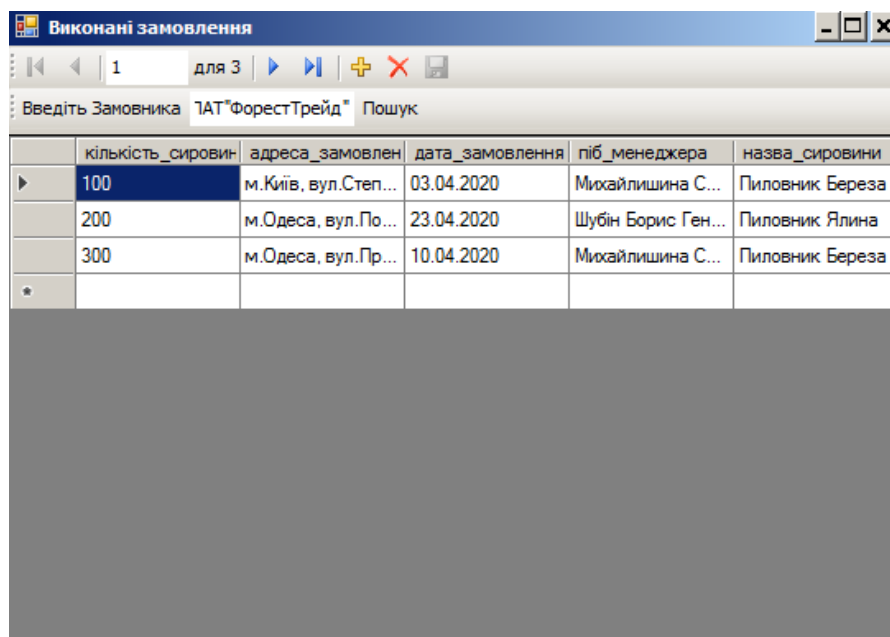 Виконані замовлення
1 для 3
Введіть Замовника ПАТ"ФорестТрейд" Пошук
кількість_сировин адреса_замовлен дата_замовлення піб_менеджера назва_сировини
100 м.Київ, вул.Степ... 03.04.2020 Михайлишина С... Пиловник Береза
200 м.Одеса, вул.По... 23.04.2020 Шубін Борис Ген... Пиловник Ялина
300 м.Одеса, вул.Пр... 10.04.2020 Михайлишина С... Пиловник Береза